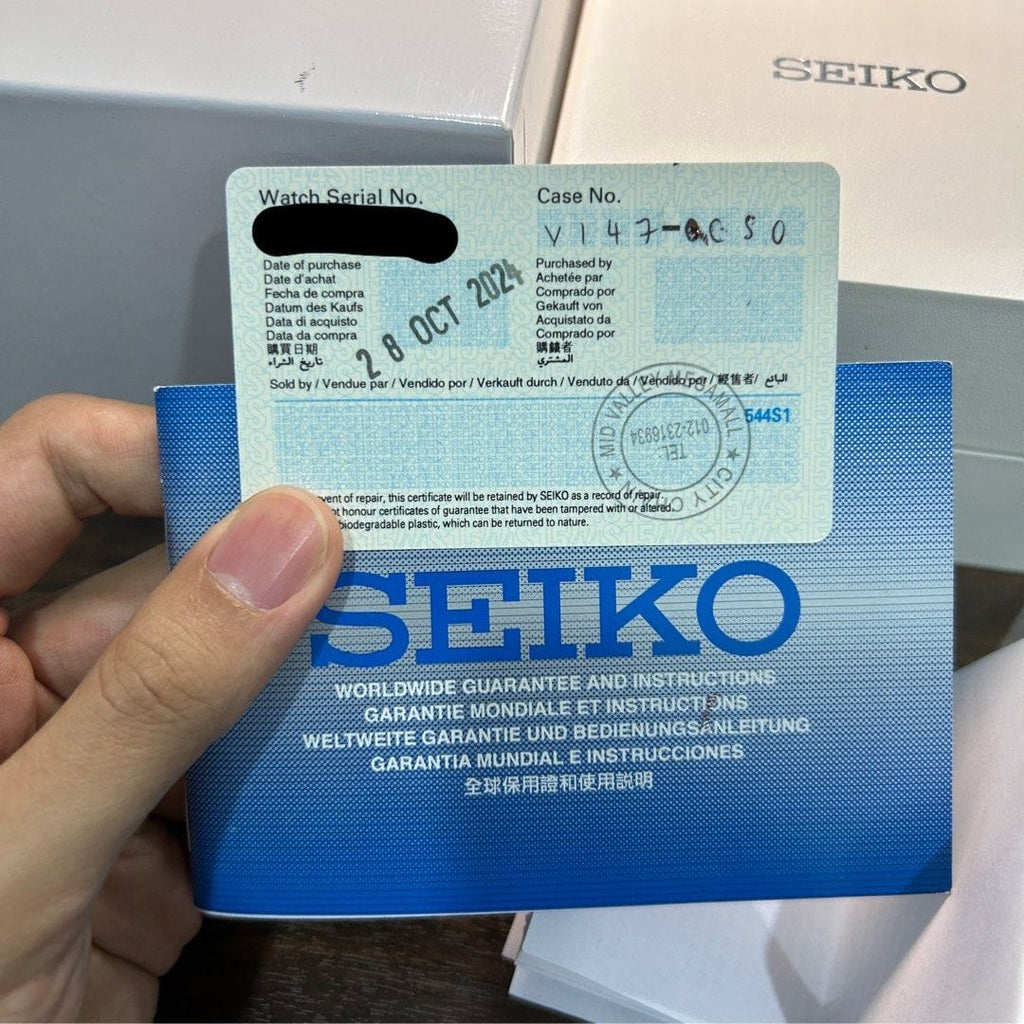 SEIKO
Watch Serial No.
Case No.
V147-0C50
Date of purchase
Date d'achat
Fecha de compra
Datum des Kaufs
Data di acquisto
Data da compra
購買日期
تاريخ الشراء
28 OCT 2024
Purchased by
Achetée par
Comprado por
Gekauft von
Acquistato da
Comprado por
購錶者
المشتري
Sold by / Vendue par / Vendido por / Verkauft durch / Venduto da / Vendido por / 經售者/ البائع
544S1
★ MID VALLEY MEGAMALL ★
CITY CHAIN
TEL:
012-2316934
vent of repair, this certificate will be retained by SEIKO as a record of repair.
t honour certificates of guarantee that have been tampered with or altered.
biodegradable plastic, which can be returned to nature.
SEIKO
WORLDWIDE GUARANTEE AND INSTRUCTIONS
GARANTIE MONDIALE ET INSTRUCTIONS
WELTWEITE GARANTIE UND BEDIENUNGSANLEITUNG
GARANTIA MUNDIAL E INSTRUCCIONES
全球保用證和使用説明